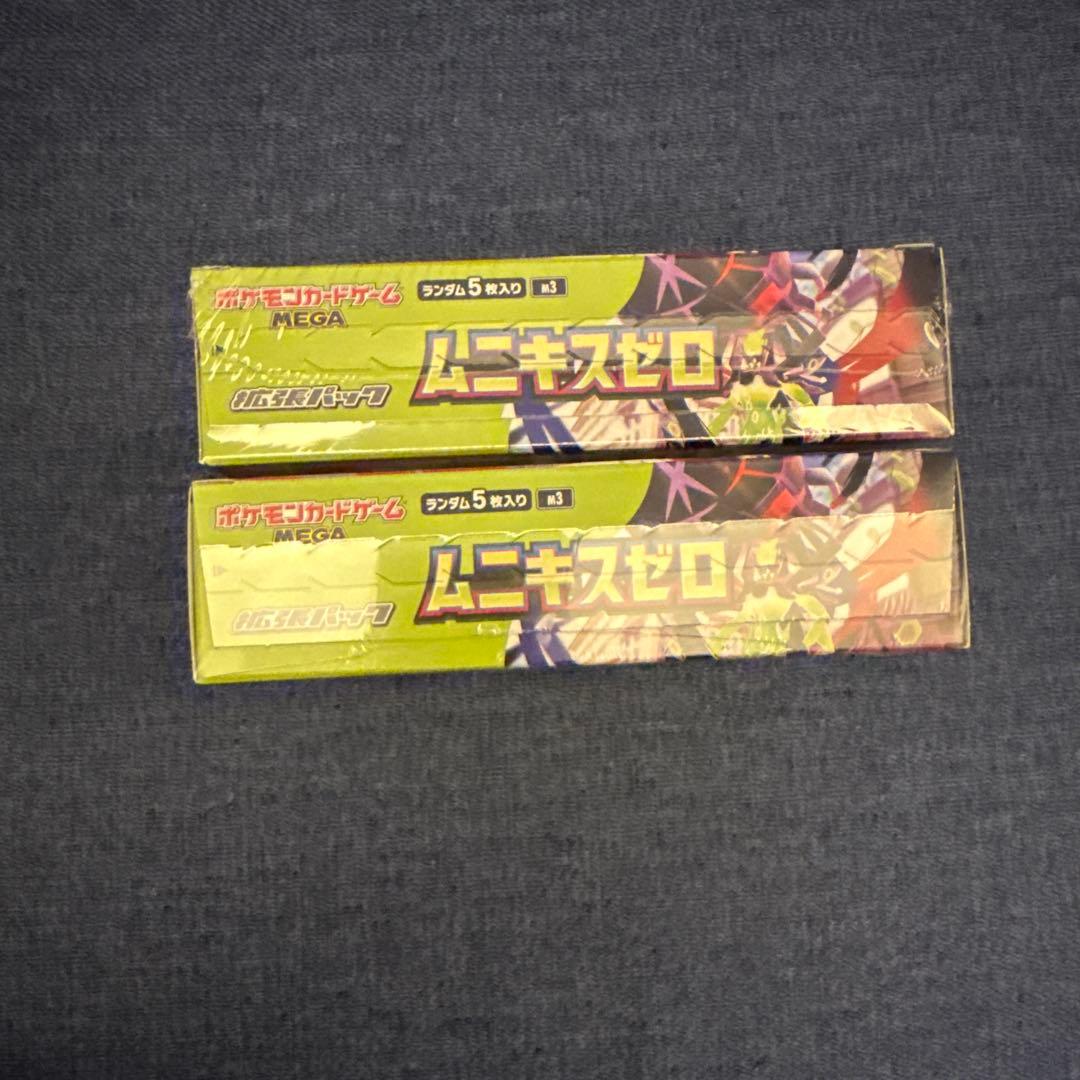 ポケモンカードゲーム
MEGA
ランダム5枚入り M3
ムニキスゼロ
拡張パック
ポケモンカードゲーム
MEGA
ランダム5枚入り M3
ムニキスゼロ
拡張パック